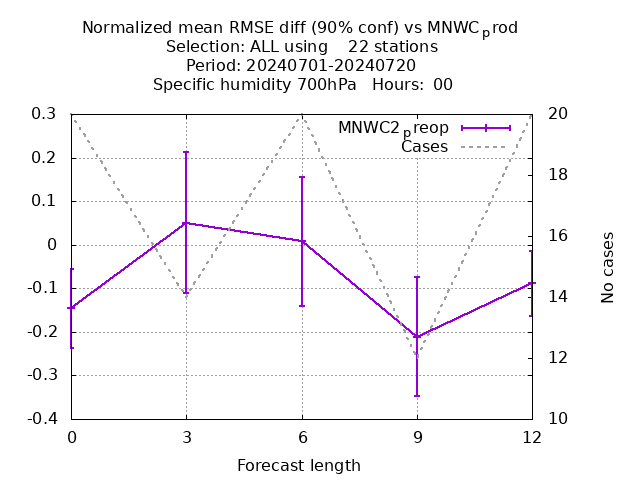 Normalized mean RMSE diff (90% conf) vs MNWCprod
Selection: ALL using 22 stations
Period: 20240701-20240720
Specific humidity 700hPa Hours: 00
MNWC2preop
Cases
0.3
0.2
0.1
0
-0.1
-0.2
-0.3
-0.4
20
18
16
14
12
10
No cases
0 3 6 9 12
Forecast length